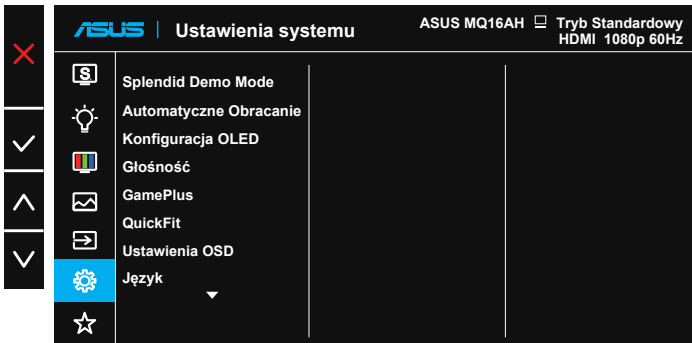 ASUS | Ustawienia systemu
ASUS MQ16AH Tryb Standardowy
HDMI 1080p 60Hz
S
Splendid Demo Mode
Automatyczne Obracanie
Konfiguracja OLED
Głośność
GamePlus
QuickFit
Ustawienia OSD
Język